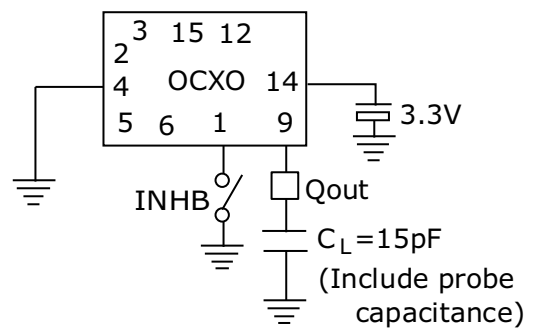 3 15 12
2
4 OCXO 14
5 6 1 9
3.3V
INHB
Qout
CL=15pF
(Include probe
capacitance)